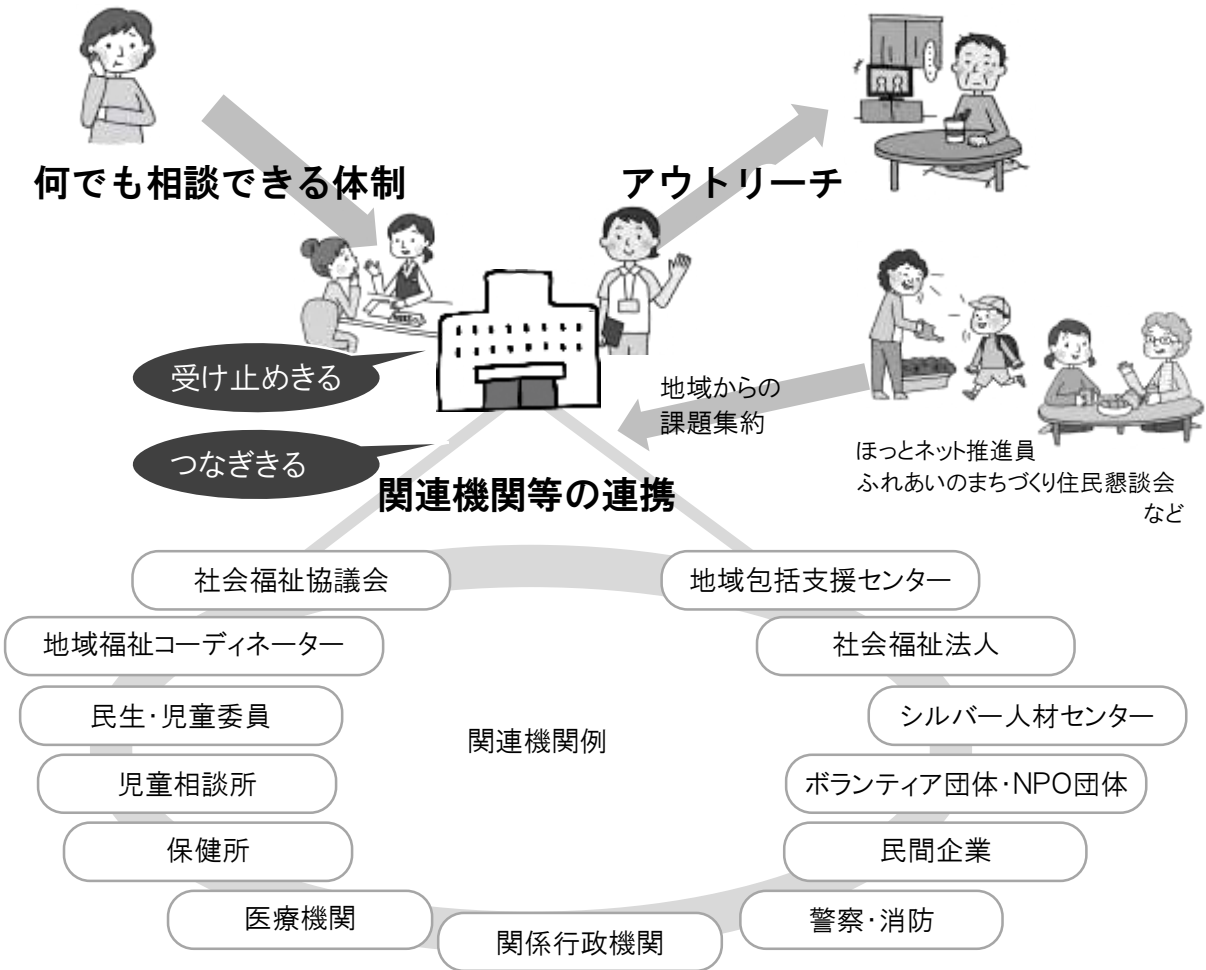 何でも相談できる体制
アウトリーチ
受け止めきる
地域からの
課題集約
つなぎきる
ほっとネット推進員
ふれあいのまちづくり住民懇談会
など
関連機関等の連携
社会福祉協議会
地域包括支援センター
地域福祉コーディネーター
社会福祉法人
民生・児童委員
シルバー人材センター
関連機関例
児童相談所
ボランティア団体・NPO団体
保健所
民間企業
医療機関
警察・消防
関係行政機関